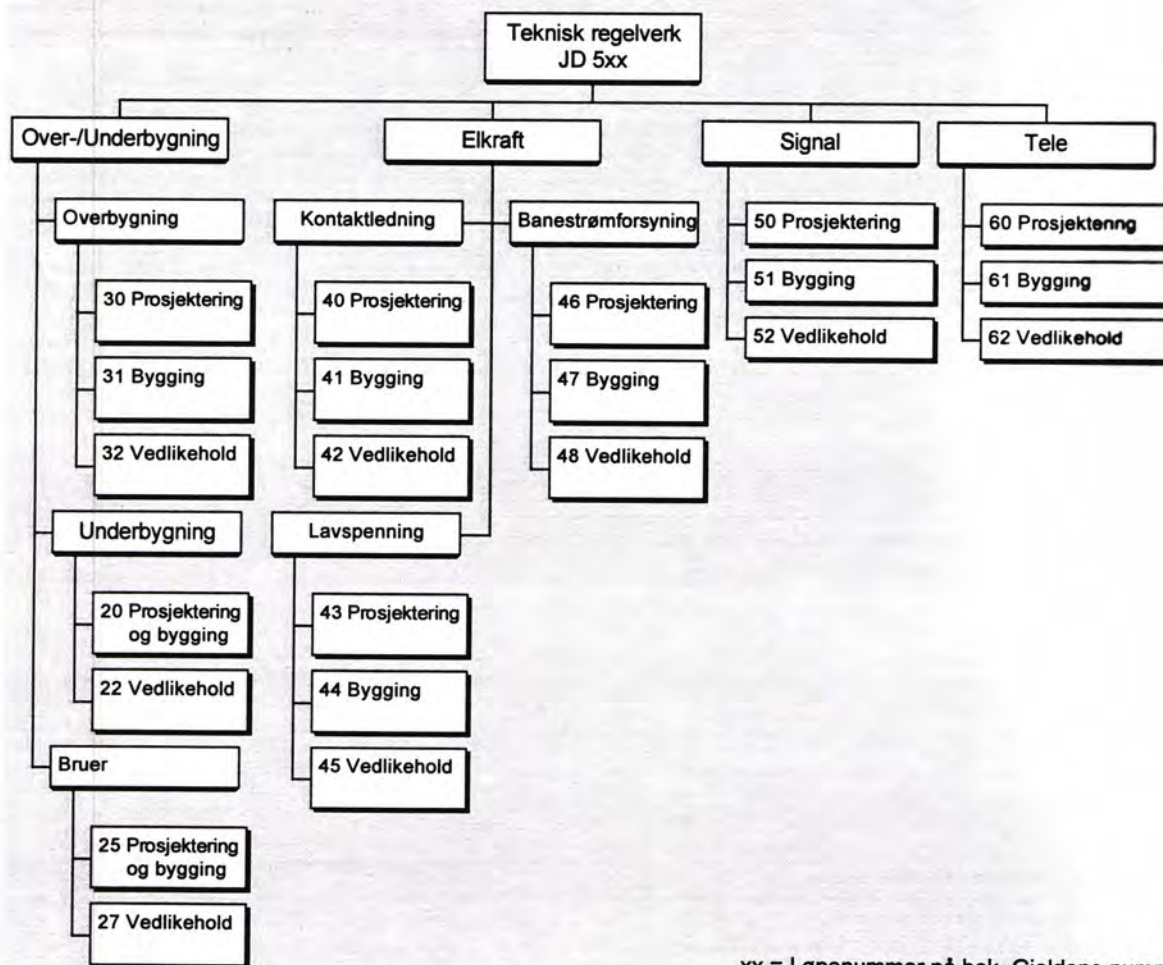 Teknisk regelverk
JD 5xx
Over-/Underbygning
Elkraft
Signal
Tele
Overbygning
30 Prosjektering
31 Bygging
32 Vedlikehold
Underbygning
20 Prosjektering
og bygging
22 Vedlikehold
Bruer
25 Prosjektering
og bygging
27 Vedlikehold
Kontaktledning
40 Prosjektering
41 Bygging
42 Vedlikehold
Lavspenning
43 Prosjektering
44 Bygging
45 Vedlikehold
Banestrømforsyning
46 Prosjektering
47 Bygging
48 Vedlikehold
50 Prosjektering
51 Bygging
52 Vedlikehold
60 Prosjektering
61 Bygging
62 Vedlikehold